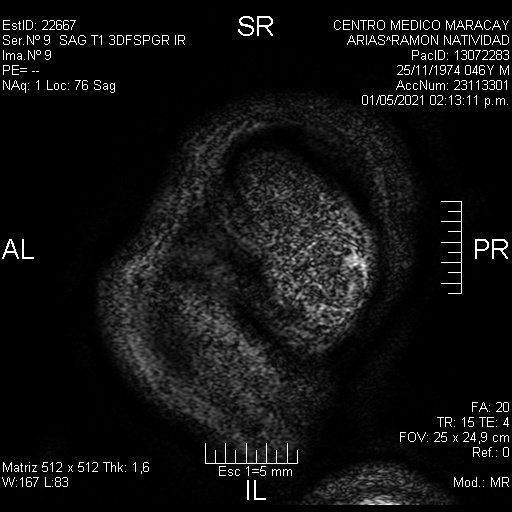 EstID: 22667
Ser.Nº 9 SAG T1 3DFSPGR IR
Ima.Nº 9
PE= --
NAq: 1 Loc: 76 Sag
SR
CENTRO MEDICO MARACAY
ARIAS^RAMON NATIVIDAD
PacID: 13072283
25/11/1974 046Y M
AccNum: 23113301
01/05/2021 02:13:11 p.m.
AL
PR
FA: 20
TR: 15 TE: 4
FOV: 25 x 24,9 cm
Ref.: 0
Mod.: MR
Matriz 512 x 512 Thk: 1,6
W:167 L:83
Esc 1=5 mm
IL